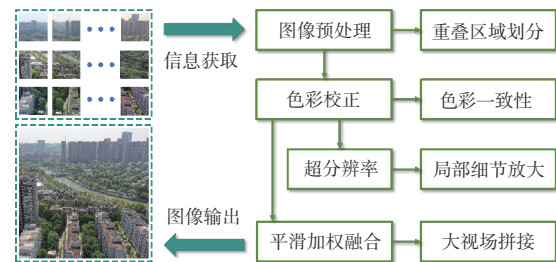 信息获取
图像预处理
重叠区域划分
色彩校正
色彩一致性
超分辨率
局部细节放大
图像输出
平滑加权融合
大视场拼接